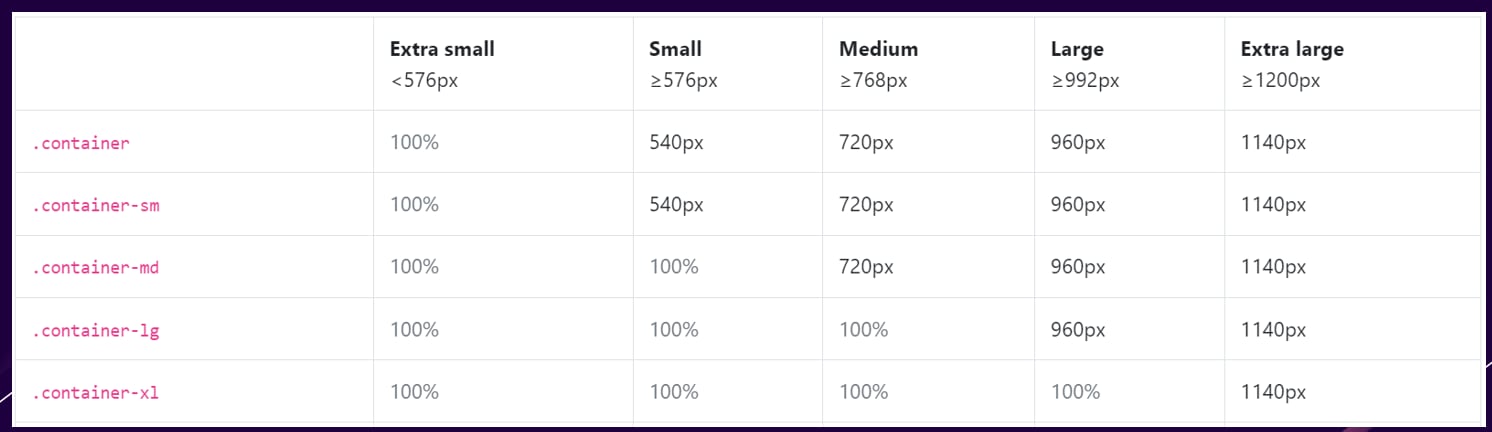 Extra small Small Medium Large Extra large
<576px ≥576px ≥768px ≥992px ≥1200px
.container 100% 540px 720px 960px 1140px
.container-sm 100% 540px 720px 960px 1140px
.container-md 100% 100% 720px 960px 1140px
.container-lg 100% 100% 100% 960px 1140px
.container-xl 100% 100% 100% 100% 1140px